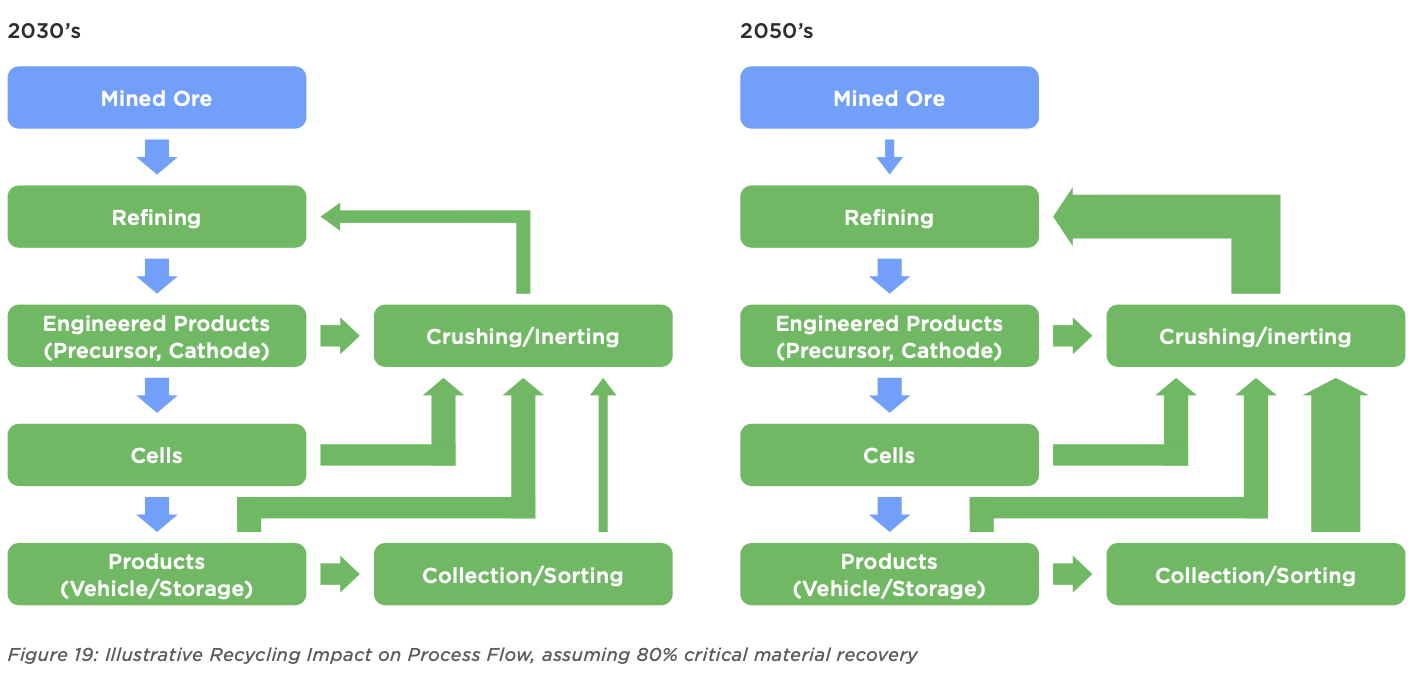 2030's
Mined Ore
Refining
Engineered Products
(Precursor, Cathode)
Crushing/Inerting
Cells
Products
(Vehicle/Storage)
Collection/Sorting
2050's
Mined Ore
Refining
Engineered Products
(Precursor, Cathode)
Crushing/inerting
Cells
Products
(Vehicle/Storage)
Collection/Sorting
Figure 19: Illustrative Recycling Impact on Process Flow, assuming 80% critical material recovery